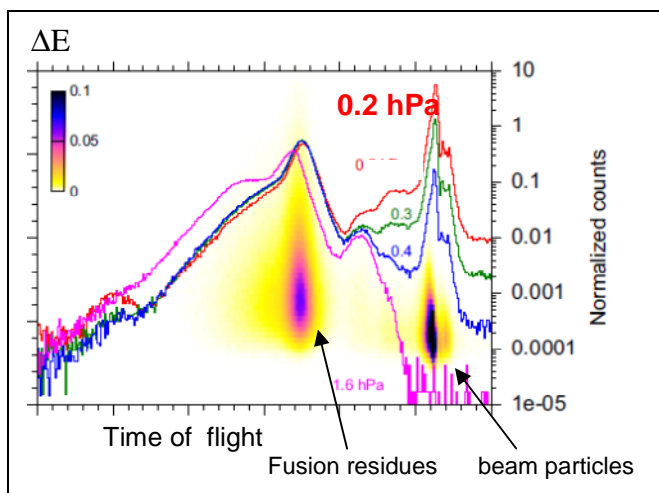 ΔE
0.1
0.05
0
0.2 hPa
0.3
0.4
1.6 hPa
10
1
0.1
0.01
0.001
0.0001
1e-05
Normalized counts
Time of flight
Fusion residues
beam particles